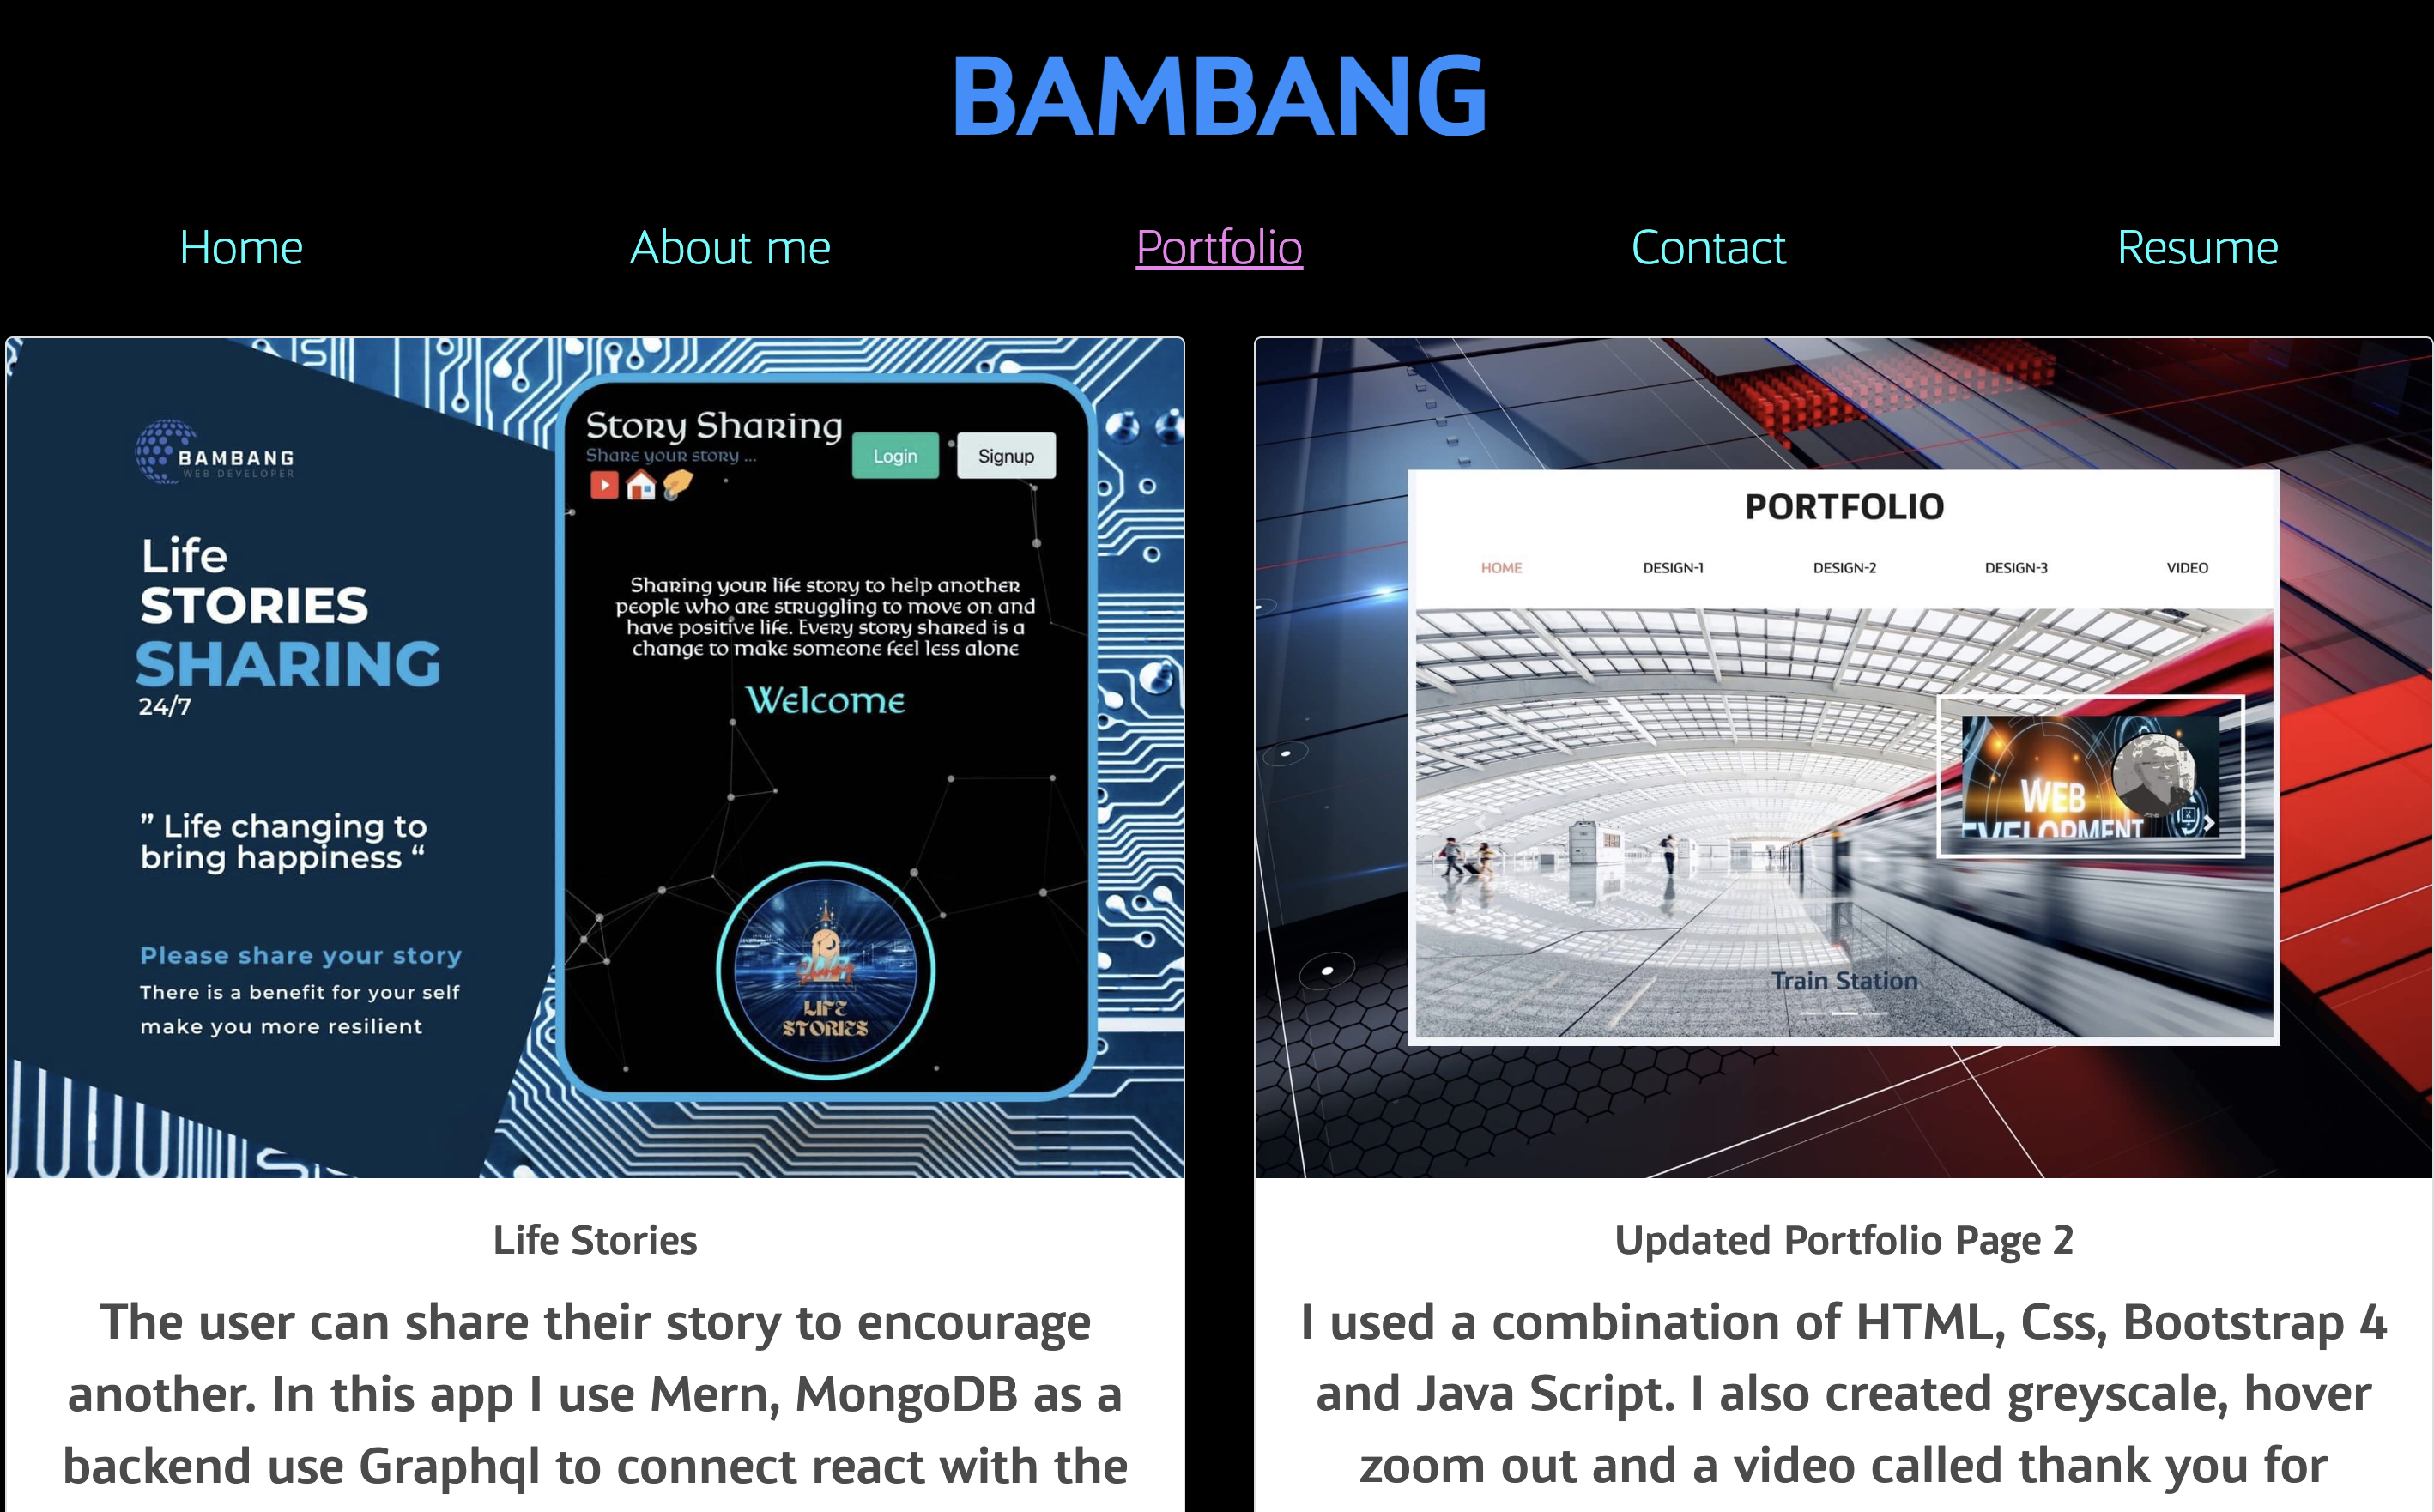 BAMBANG
Home
About me
Portfolio
Contact
Resume
BAMBANG
WEB DEVELOPER
Life
STORIES
SHARING
24/7
” Life changing to
bring happiness “
Please share your story
There is a benefit for your self
make you more resilient
Story Sharing
Share your story ...
Login
Signup
Sharing your life story to help another
people who are struggling to move on and
have positive life. Every story shared is a
change to make someone feel less alone
Welcome
Sharing
LIFE
STORIES
PORTFOLIO
HOME
DESIGN-1
DESIGN-2
DESIGN-3
VIDEO
WEB
EVELOPMENT
Train Station
Life Stories
The user can share their story to encourage
another. In this app I use Mern, MongoDB as a
backend use Graphql to connect react with the
Updated Portfolio Page 2
I used a combination of HTML, Css, Bootstrap 4
and Java Script. I also created greyscale, hover
zoom out and a video called thank you for